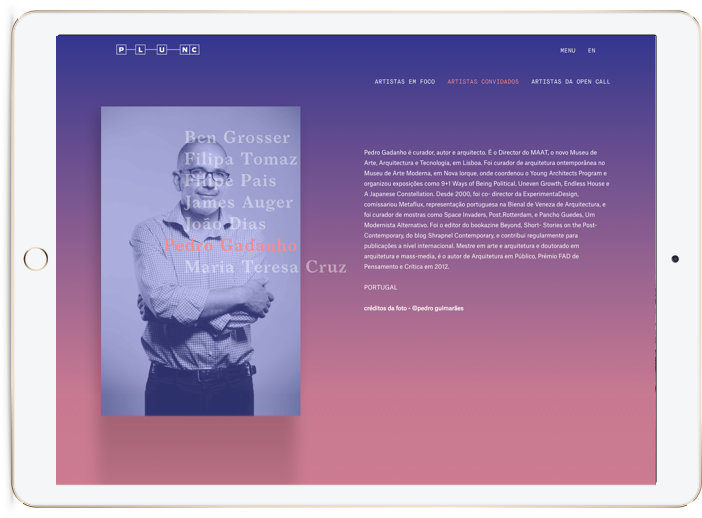 PLUNC
MENU EN
ARTISTAS EM FOCO ARTISTAS CONVIDADOS ARTISTAS DA OPEN CALL
Ben Grosser
Filipa Tomaz
Filipe Pais
James Auger
João Dias
Pedro Gadanho
Maria Teresa Cruz
Pedro Gadanho é curador, autor e arquitecto. É o Director do MAAT, o novo Museu de
Arte, Arquitectura e Tecnologia, em Lisboa. Foi curador de arquitetura ontemporânea no
Museu de Arte Moderna, em Nova Iorque, onde coordenou o Young Architects Program e
organizou exposições como 9+1 Ways of Being Political, Uneven Growth, Endless House e
A Japanese Constellation. Desde 2000, foi co- director da ExperimentaDesign,
comissariou Metaflux, representação portuguesa na Bienal de Veneza de Arquitectura, e
foi curador de mostras como Space Invaders, Post.Rotterdam, e Pancho Guedes, Um
Modernista Alternativo. Foi o editor do bookazine Beyond, Short- Stories on the Post-
Contemporary, do blog Shrapnel Contemporary, e contribui regularmente para
publicações a nível internacional. Mestre em arte e arquitectura e doutorado em
arquitetura e mass-media, é o autor de Arquitetura em Público, Prémio FAD de
Pensamento e Crítica em 2012.
PORTUGAL
créditos da foto - ©pedro guimarães